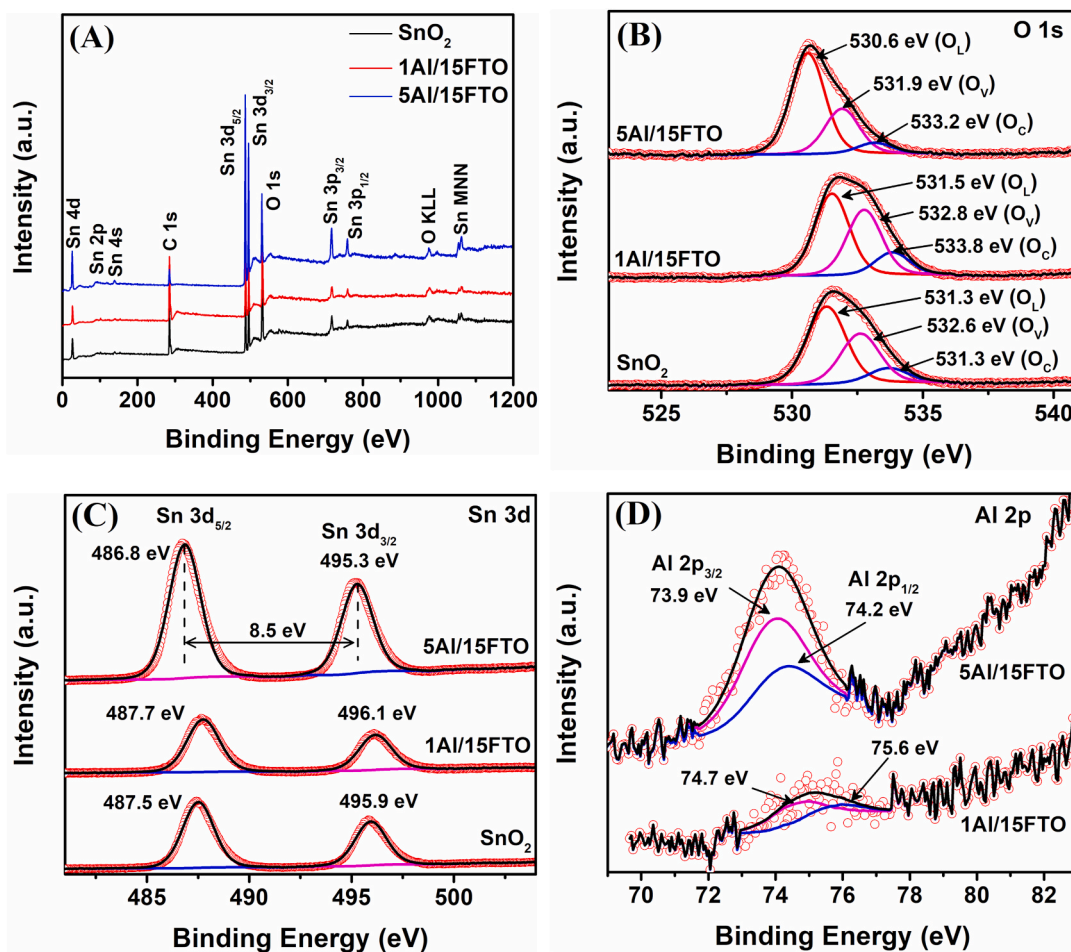 (A)
SnO2
1Al/15FTO
5Al/15FTO
Sn 4d
Sn 2p
Sn 4s
C 1s
Sn 3d5/2
Sn 3d3/2
O 1s
Sn 3p3/2
Sn 3p1/2
O KLL
Sn MNN
Intensity (a.u.)
0 200 400 600 800 1000 1200
Binding Energy (eV)
(B)
O 1s
530.6 eV (OL)
531.9 eV (OV)
533.2 eV (OC)
5Al/15FTO
531.5 eV (OL)
532.8 eV (OV)
533.8 eV (OC)
1Al/15FTO
531.3 eV (OL)
532.6 eV (OV)
531.3 eV (OC)
SnO2
Intensity (a.u.)
525 530 535 540
Binding Energy (eV)
(C)
Sn 3d
Sn 3d5/2
486.8 eV
Sn 3d3/2
495.3 eV
8.5 eV
5Al/15FTO
487.7 eV
496.1 eV
1Al/15FTO
487.5 eV
495.9 eV
SnO2
Intensity (a.u.)
485 490 495 500
Binding Energy (eV)
(D)
Al 2p
Al 2p3/2
73.9 eV
Al 2p1/2
74.2 eV
5Al/15FTO
74.7 eV
75.6 eV
1Al/15FTO
Intensity (a.u.)
70 72 74 76 78 80 82
Binding Energy (eV)